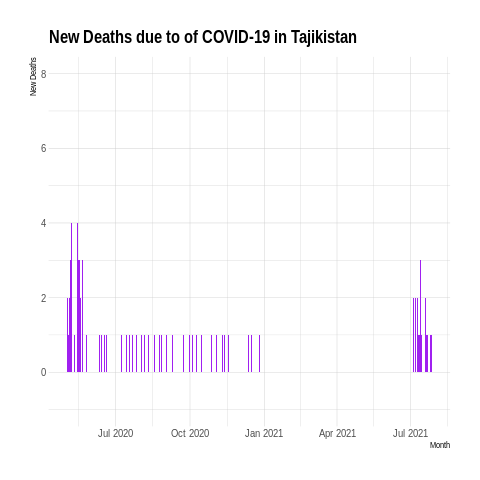 New Deaths due to of COVID-19 in Tajikistan
New Deaths
8
6
4
2
0
Jul 2020 Oct 2020 Jan 2021 Apr 2021 Jul 2021
Month